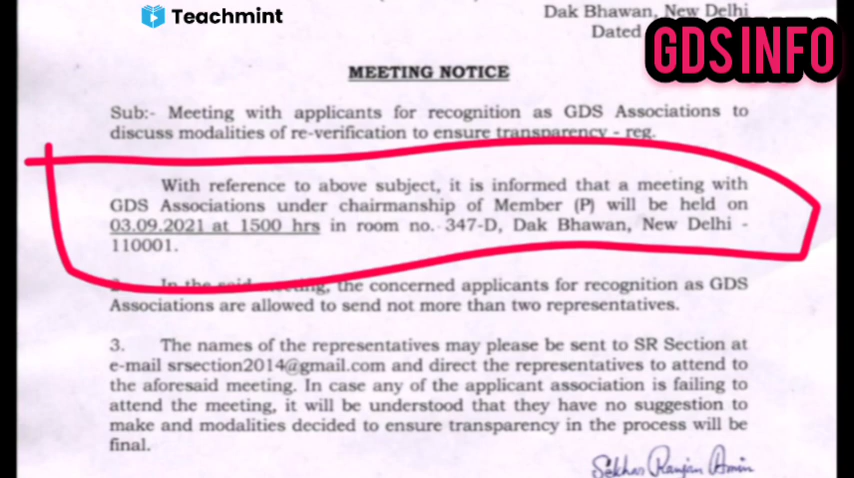 Teachmint
Dak Bhawan, New Delhi
Dated
GDS INFO
MEETING NOTICE
Sub:- Meeting with applicants for recognition as GDS Associations to
discuss modalities of re-verification to ensure transparency - reg.
With reference to above subject, it is informed that a meeting with
GDS Associations under chairmanship of Member (P) will be held on
03.09.2021 at 1500 hrs in room no. 347-D, Dak Bhawan, New Delhi -
110001.
2. In the said meeting, the concerned applicants for recognition as GDS
Associations are allowed to send not more than two representatives.
3. The names of the representatives may please be sent to SR Section at
e-mail srsection2014@gmail.com and direct the representatives to attend to
the aforesaid meeting. In case any of the applicant association is failing to
attend the meeting, it will be understood that they have no suggestion to
make and modalities decided to ensure transparency in the process will be
final.
Sekhar Ranjan Amin